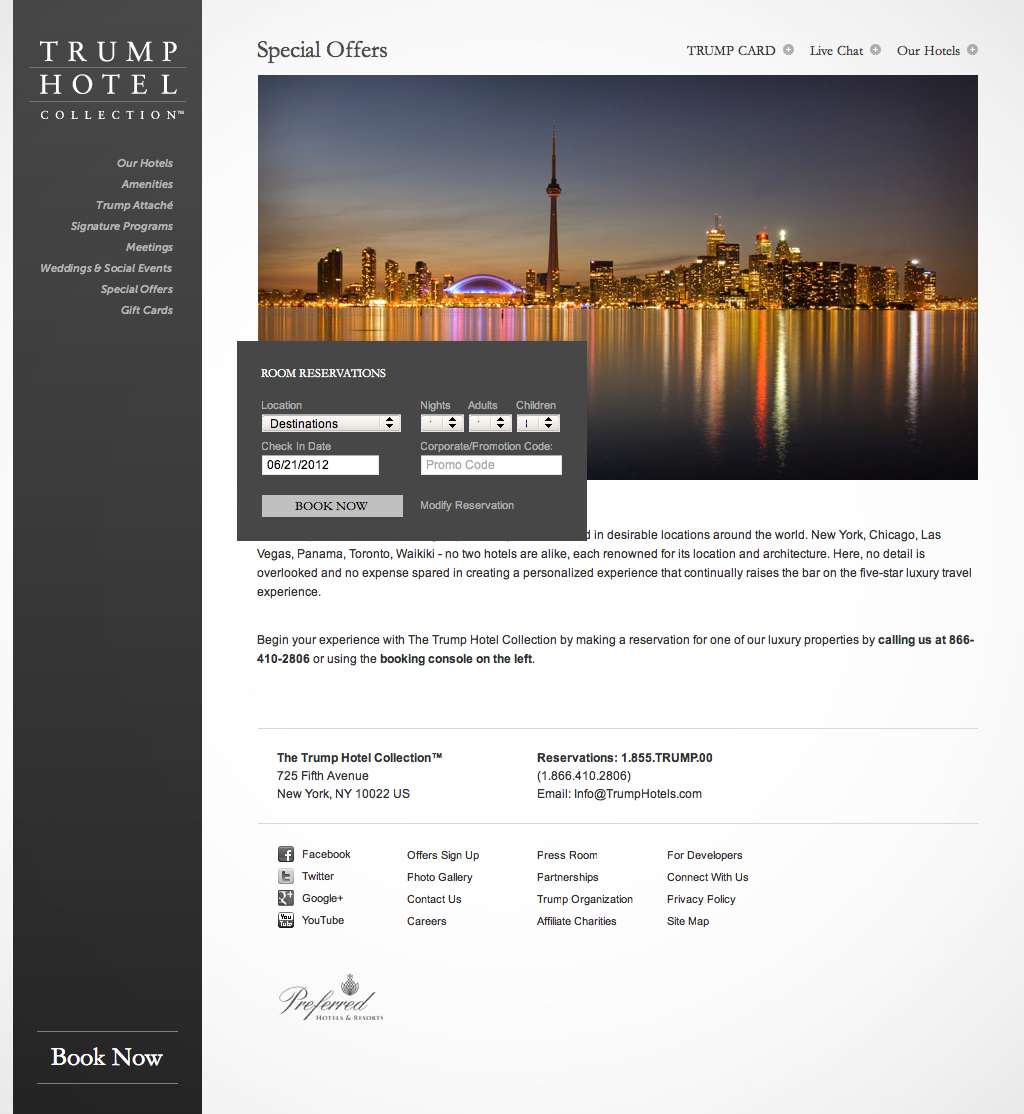 TRUMP
HOTEL
COLLECTION™
Our Hotels
Amenities
Trump Attaché
Signature Programs
Meetings
Weddings & Social Events
Special Offers
Gift Cards
Book Now
Special Offers
TRUMP CARD
Live Chat
Our Hotels
ROOM RESERVATIONS
Location
Nights
Adults
Children
Destinations
Check In Date
Corporate/Promotion Code:
06/21/2012
Promo Code
BOOK NOW
Modify Reservation
in desirable locations around the world. New York, Chicago, Las
Vegas, Panama, Toronto, Waikiki - no two hotels are alike, each renowned for its location and architecture. Here, no detail is
overlooked and no expense spared in creating a personalized experience that continually raises the bar on the five-star luxury travel
experience.
Begin your experience with The Trump Hotel Collection by making a reservation for one of our luxury properties by calling us at 866-
410-2806 or using the booking console on the left.
The Trump Hotel Collection™
725 Fifth Avenue
New York, NY 10022 US
Reservations: 1.855.TRUMP.00
(1.866.410.2806)
Email: Info@TrumpHotels.com
Facebook
Twitter
Google+
YouTube
Offers Sign Up
Photo Gallery
Contact Us
Careers
Press Room
Partnerships
Trump Organization
Affiliate Charities
For Developers
Connect With Us
Privacy Policy
Site Map
Preferred
HOTELS & RESORTS